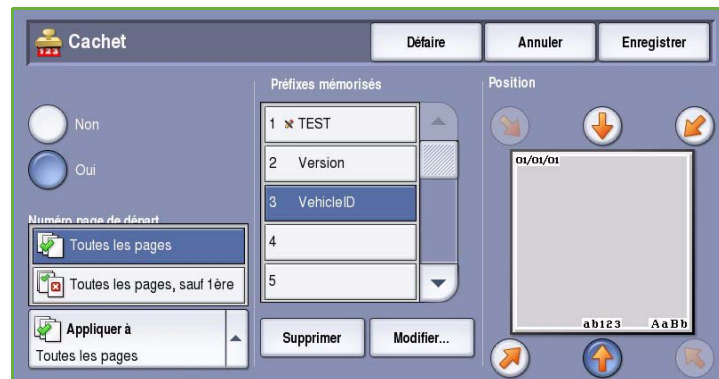 123
Cachet
Défaire
Annuler
Enregistrer
Non
Oui
Numéro page de départ
Toutes les pages
Toutes les pages, sauf 1ère
Appliquer à
Toutes les pages
Préfixes mémorisés
1 TEST
2 Version
3 VehicleID
4
5
Supprimer
Modifier...
Position
01/01/01
ab123 AaBb